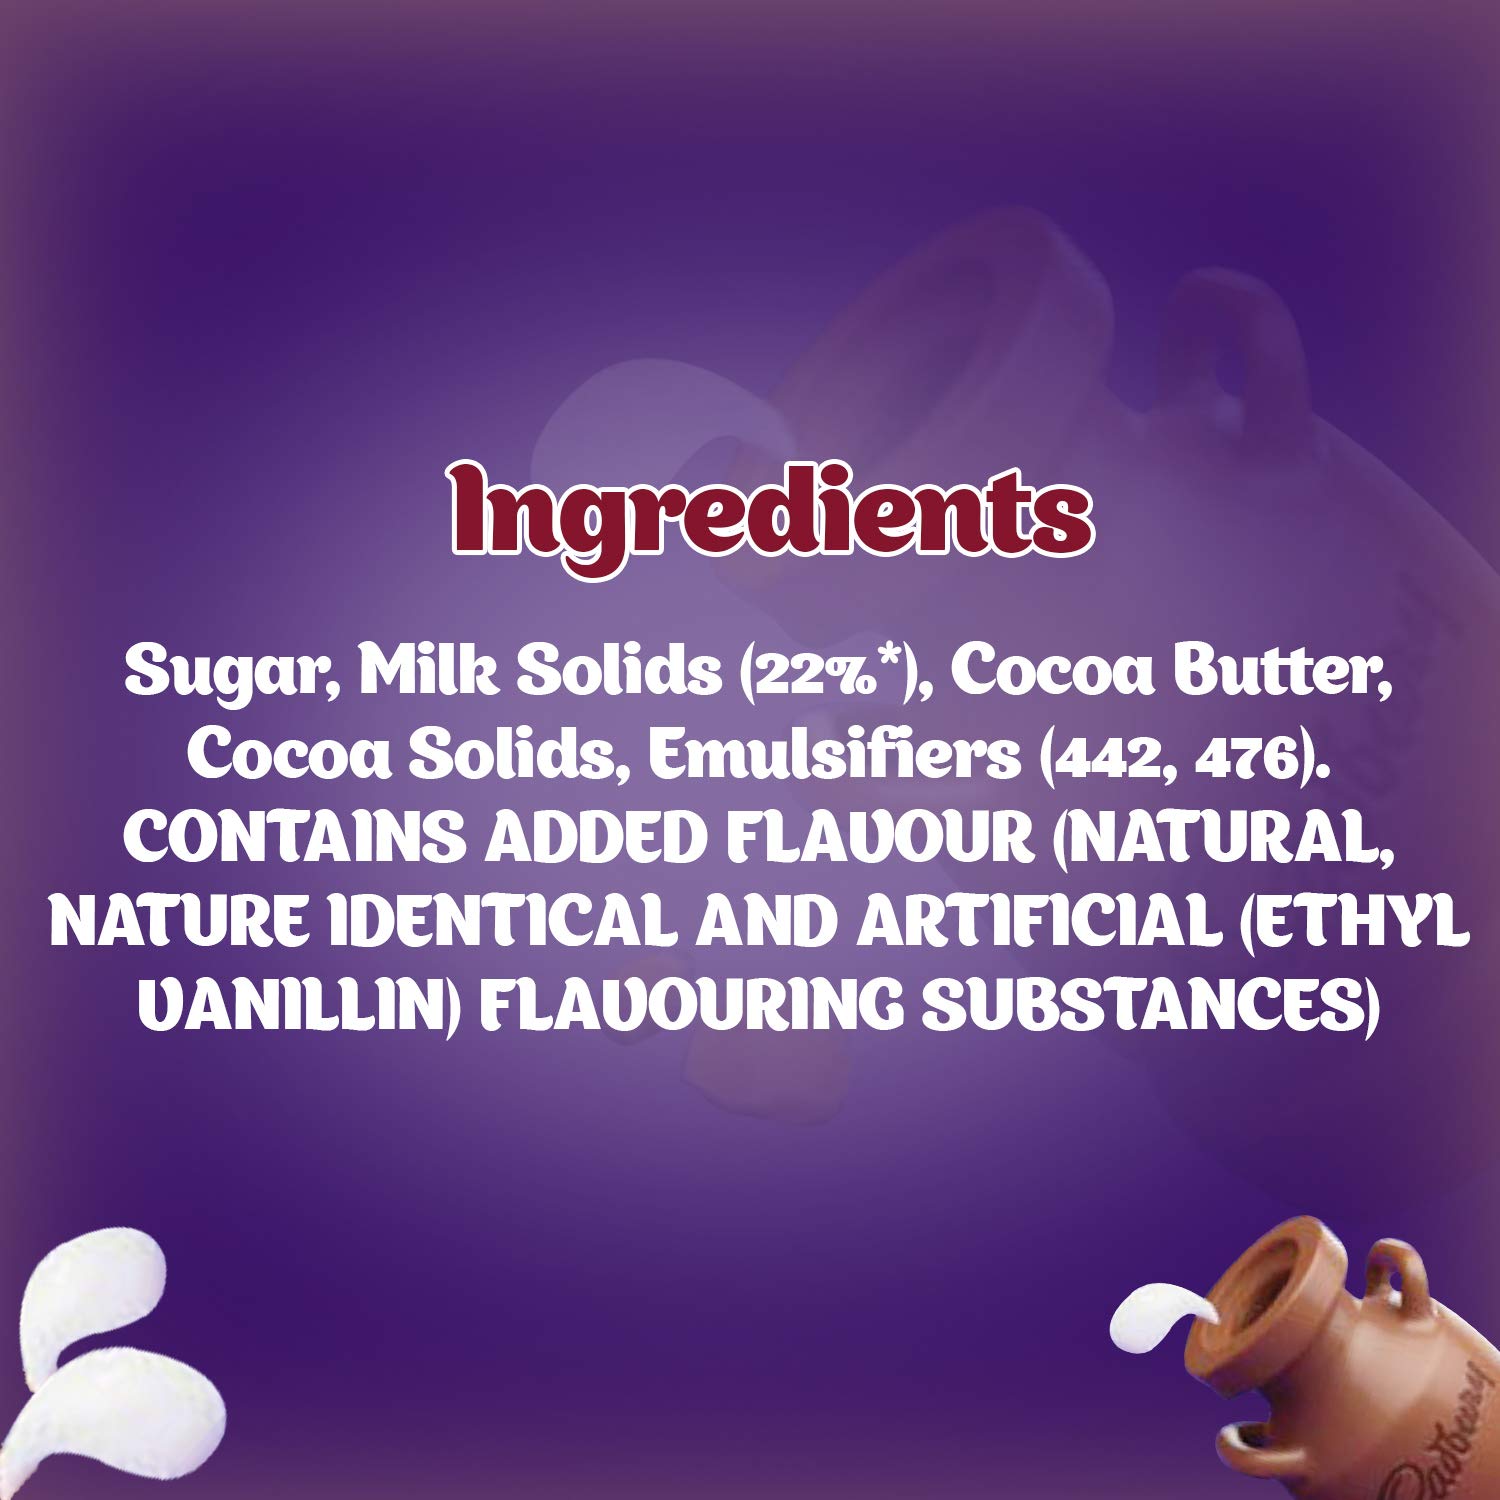 Ingredients
Sugar, Milk Solids (22%*), Cocoa Butter,
Cocoa Solids, Emulsifiers (442, 476).
CONTAINS ADDED FLAVOUR (NATURAL,
NATURE IDENTICAL AND ARTIFICIAL (ETHYL
VANILLIN) FLAVOURING SUBSTANCES)
Cadbury